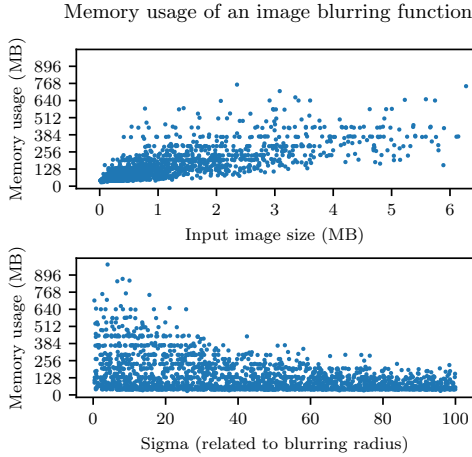 Memory usage of an image blurring function
Memory usage (MB)
896
768
640
512
384
256
128
0
0 1 2 3 4 5 6
Input image size (MB)
Memory usage (MB)
896
768
640
512
384
256
128
0
0 20 40 60 80 100
Sigma (related to blurring radius)